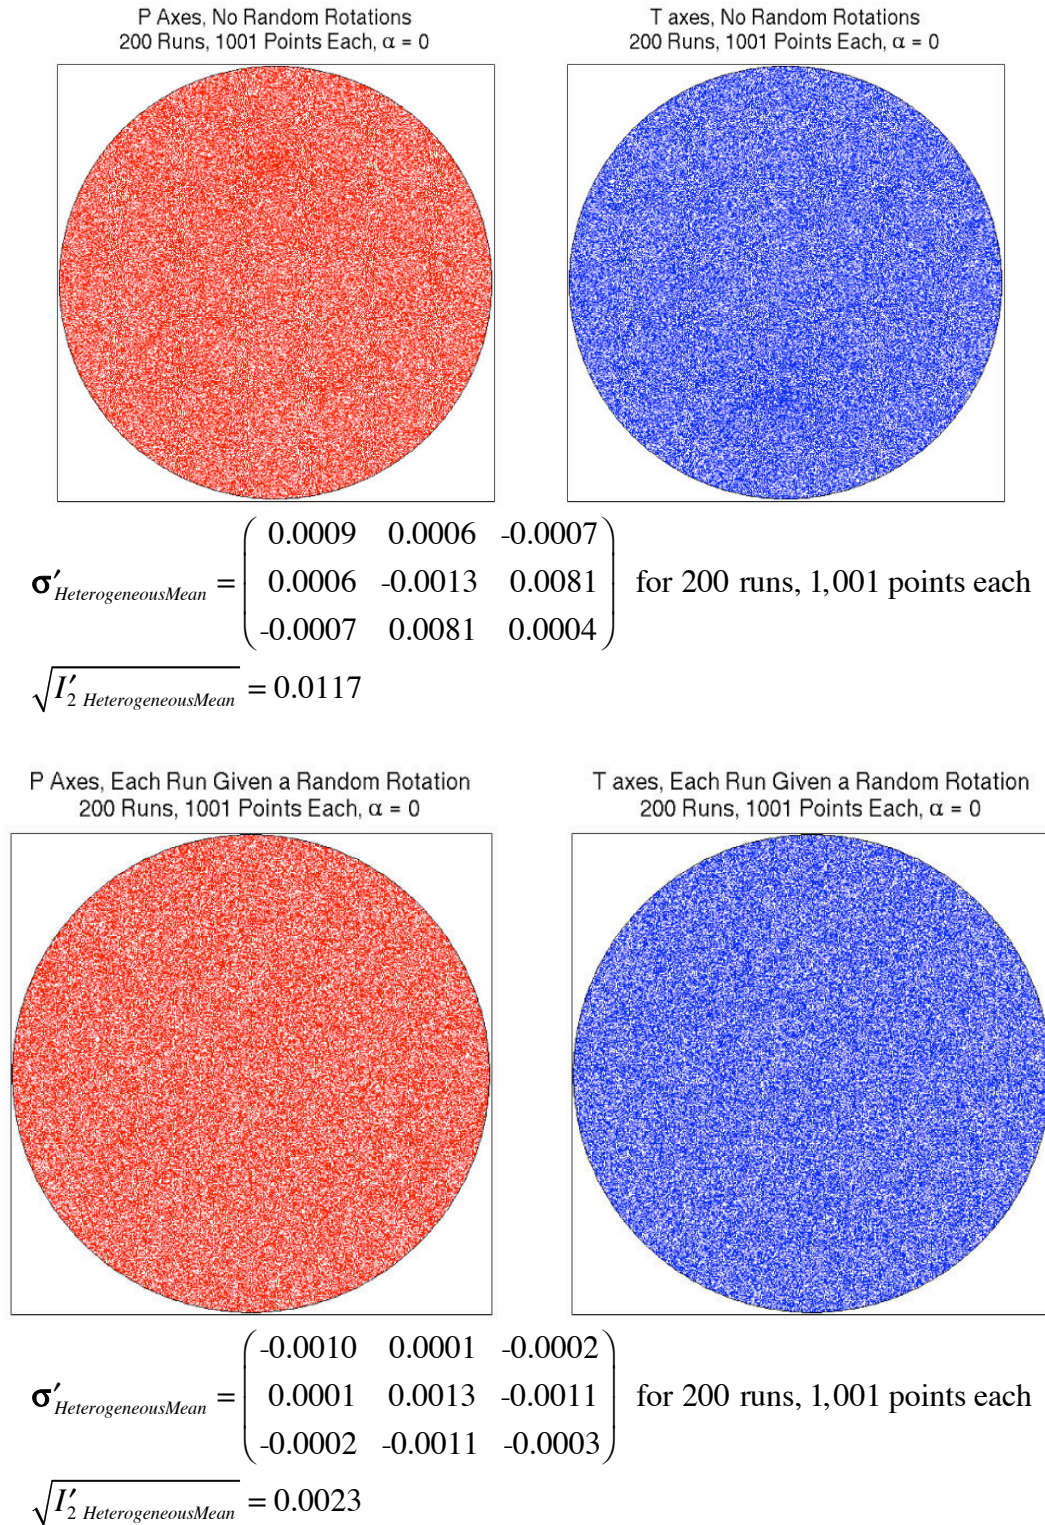 P Axes, No Random Rotations
200 Runs, 1001 Points Each, α = 0
T axes, No Random Rotations
200 Runs, 1001 Points Each, α = 0
0.0009 0.0006 -0.0007
σ′HeterogeneousMean = 0.0006 -0.0013 0.0081 for 200 runs, 1,001 points each
-0.0007 0.0081 0.0004
√I′2 HeterogeneousMean = 0.0117
P Axes, Each Run Given a Random Rotation
200 Runs, 1001 Points Each, α = 0
T axes, Each Run Given a Random Rotation
200 Runs, 1001 Points Each, α = 0
-0.0010 0.0001 -0.0002
σ′HeterogeneousMean = 0.0001 0.0013 -0.0011 for 200 runs, 1,001 points each
-0.0002 -0.0011 -0.0003
√I′2 HeterogeneousMean = 0.0023